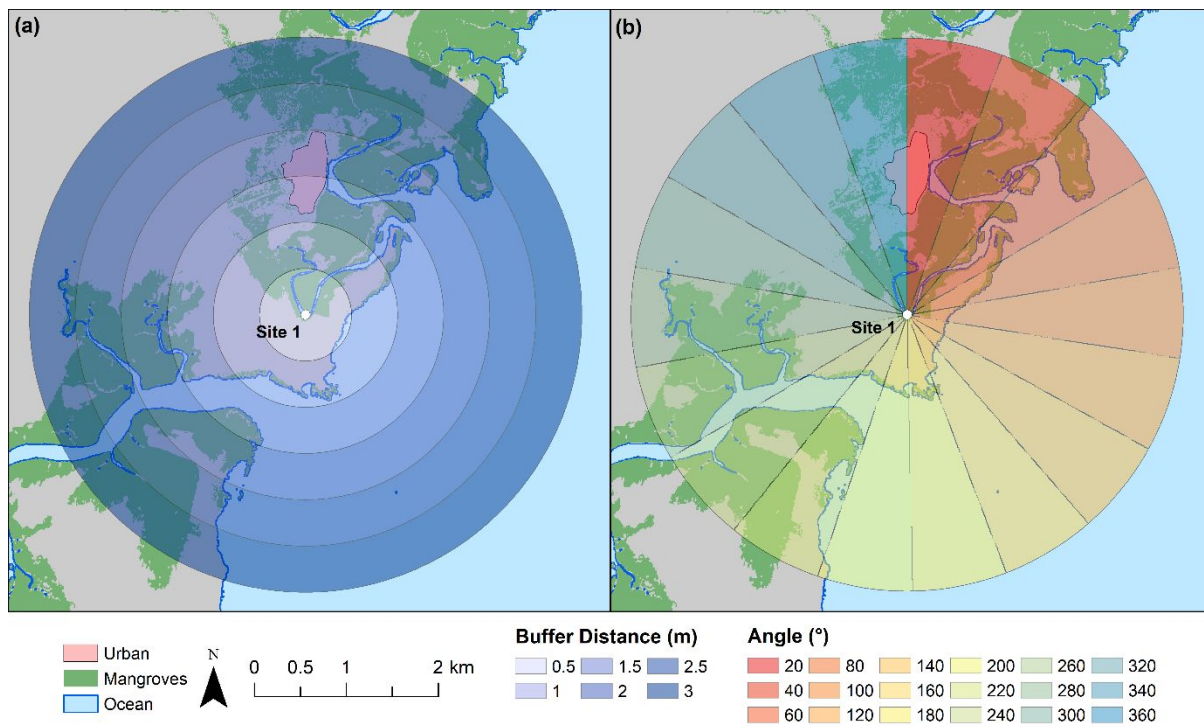 (a)
(b)
Site 1
Site 1
Urban
Mangroves
Ocean
N
0 0.5 1 2 km
Buffer Distance (m)
0.5 1.5 2.5
1 2 3
Angle (°)
20 80 140 200 260 320
40 100 160 220 280 340
60 120 180 240 300 360